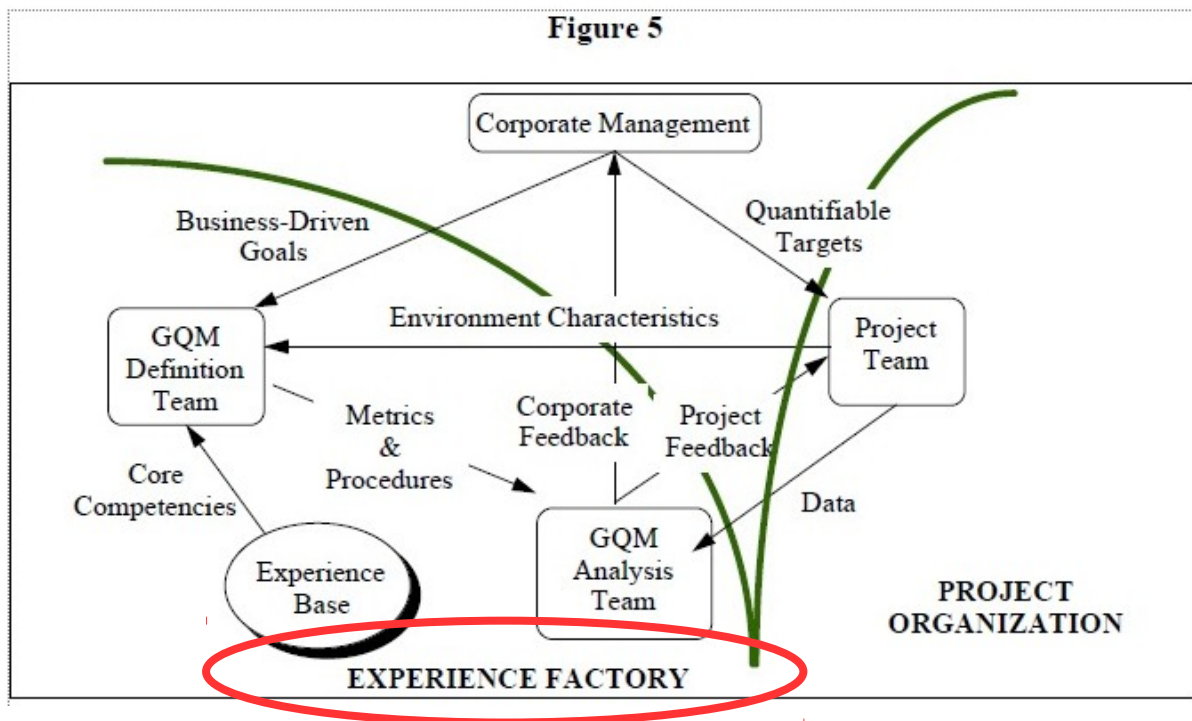 Figure 5
Corporate Management
Business-Driven
Goals
Quantifiable
Targets
Environment Characteristics
GQM
Definition
Team
Project
Team
Metrics
&
Procedures
Corporate
Feedback
Project
Feedback
Core
Competencies
Data
Experience
Base
GQM
Analysis
Team
PROJECT
ORGANIZATION
EXPERIENCE FACTORY